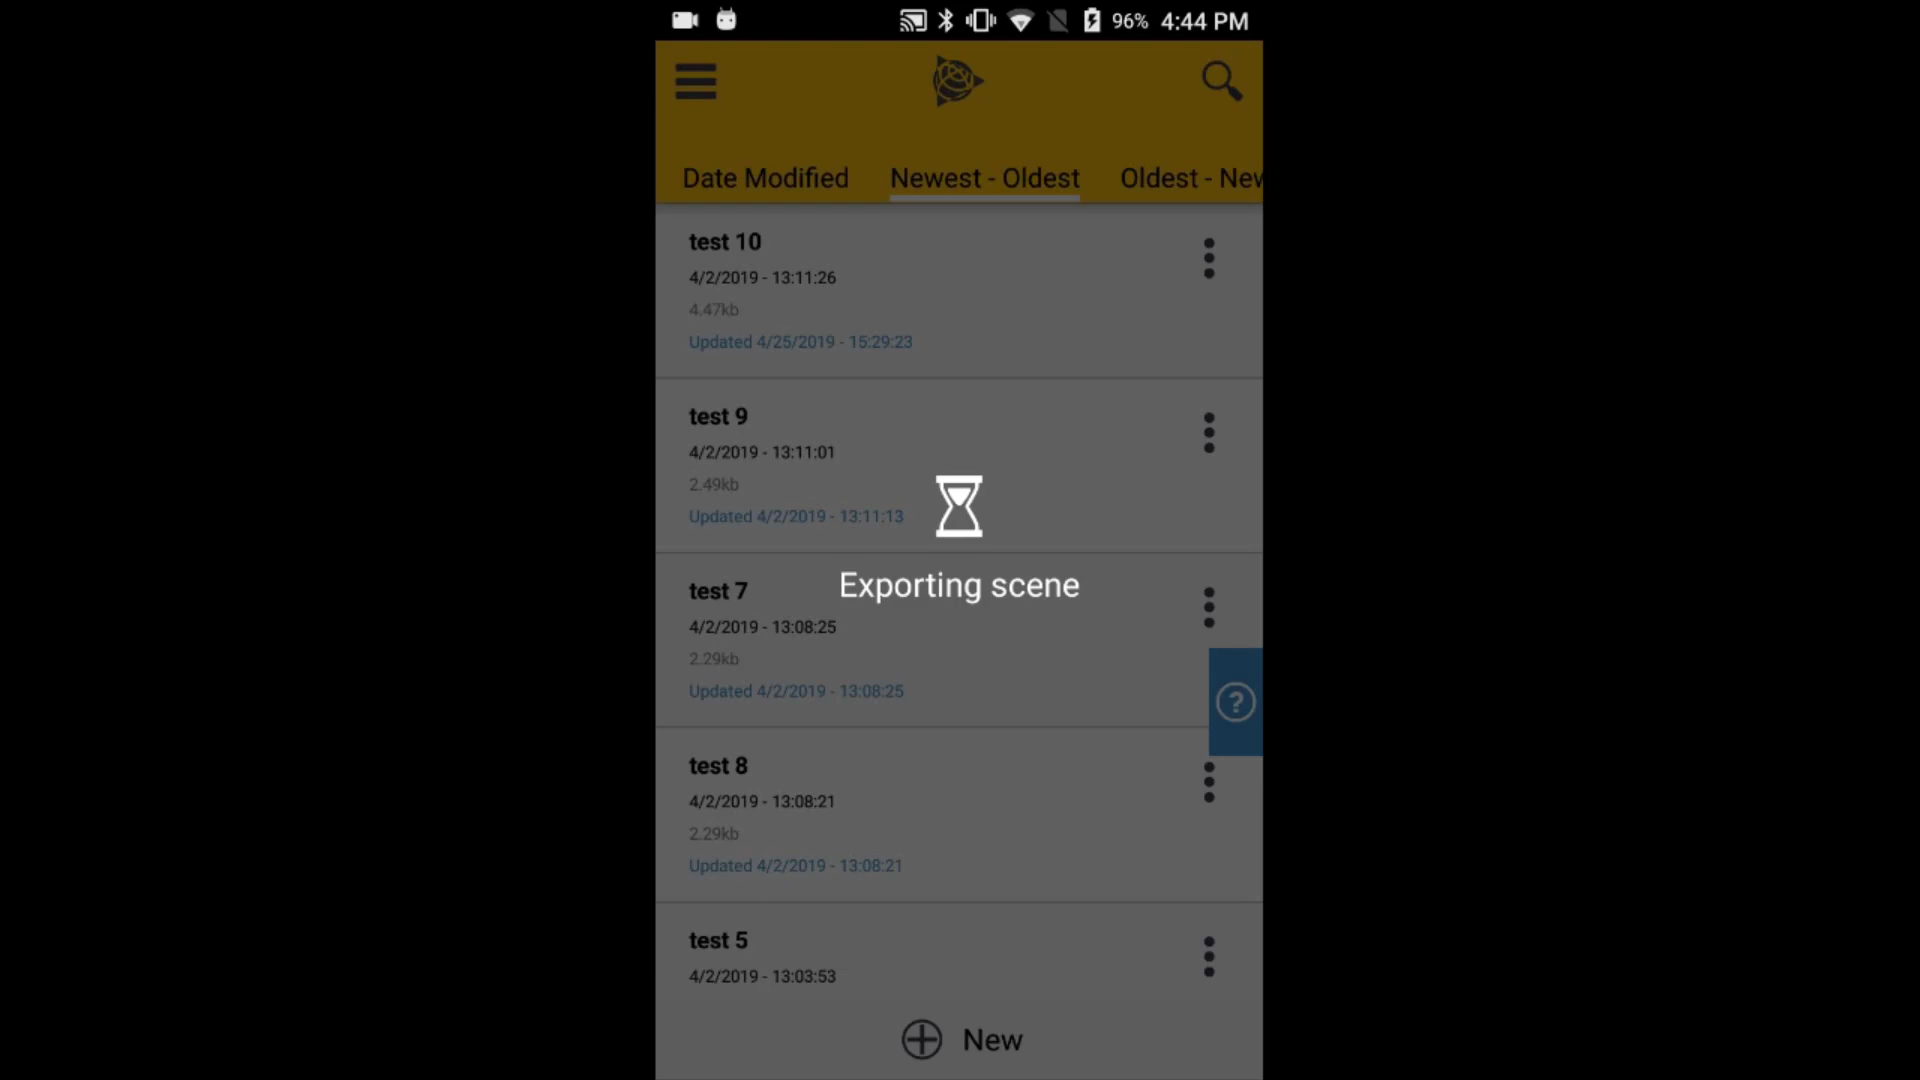 96% 4:44 PM
Date Modified Newest - Oldest Oldest - New
test 10
4/2/2019 - 13:11:26
4.47kb
Updated 4/25/2019 - 15:29:23
test 9
4/2/2019 - 13:11:01
2.49kb
Updated 4/2/2019 - 13:11:13
Exporting scene
test 7
4/2/2019 - 13:08:25
2.29kb
Updated 4/2/2019 - 13:08:25
?
test 8
4/2/2019 - 13:08:21
2.29kb
Updated 4/2/2019 - 13:08:21
test 5
4/2/2019 - 13:03:53
New